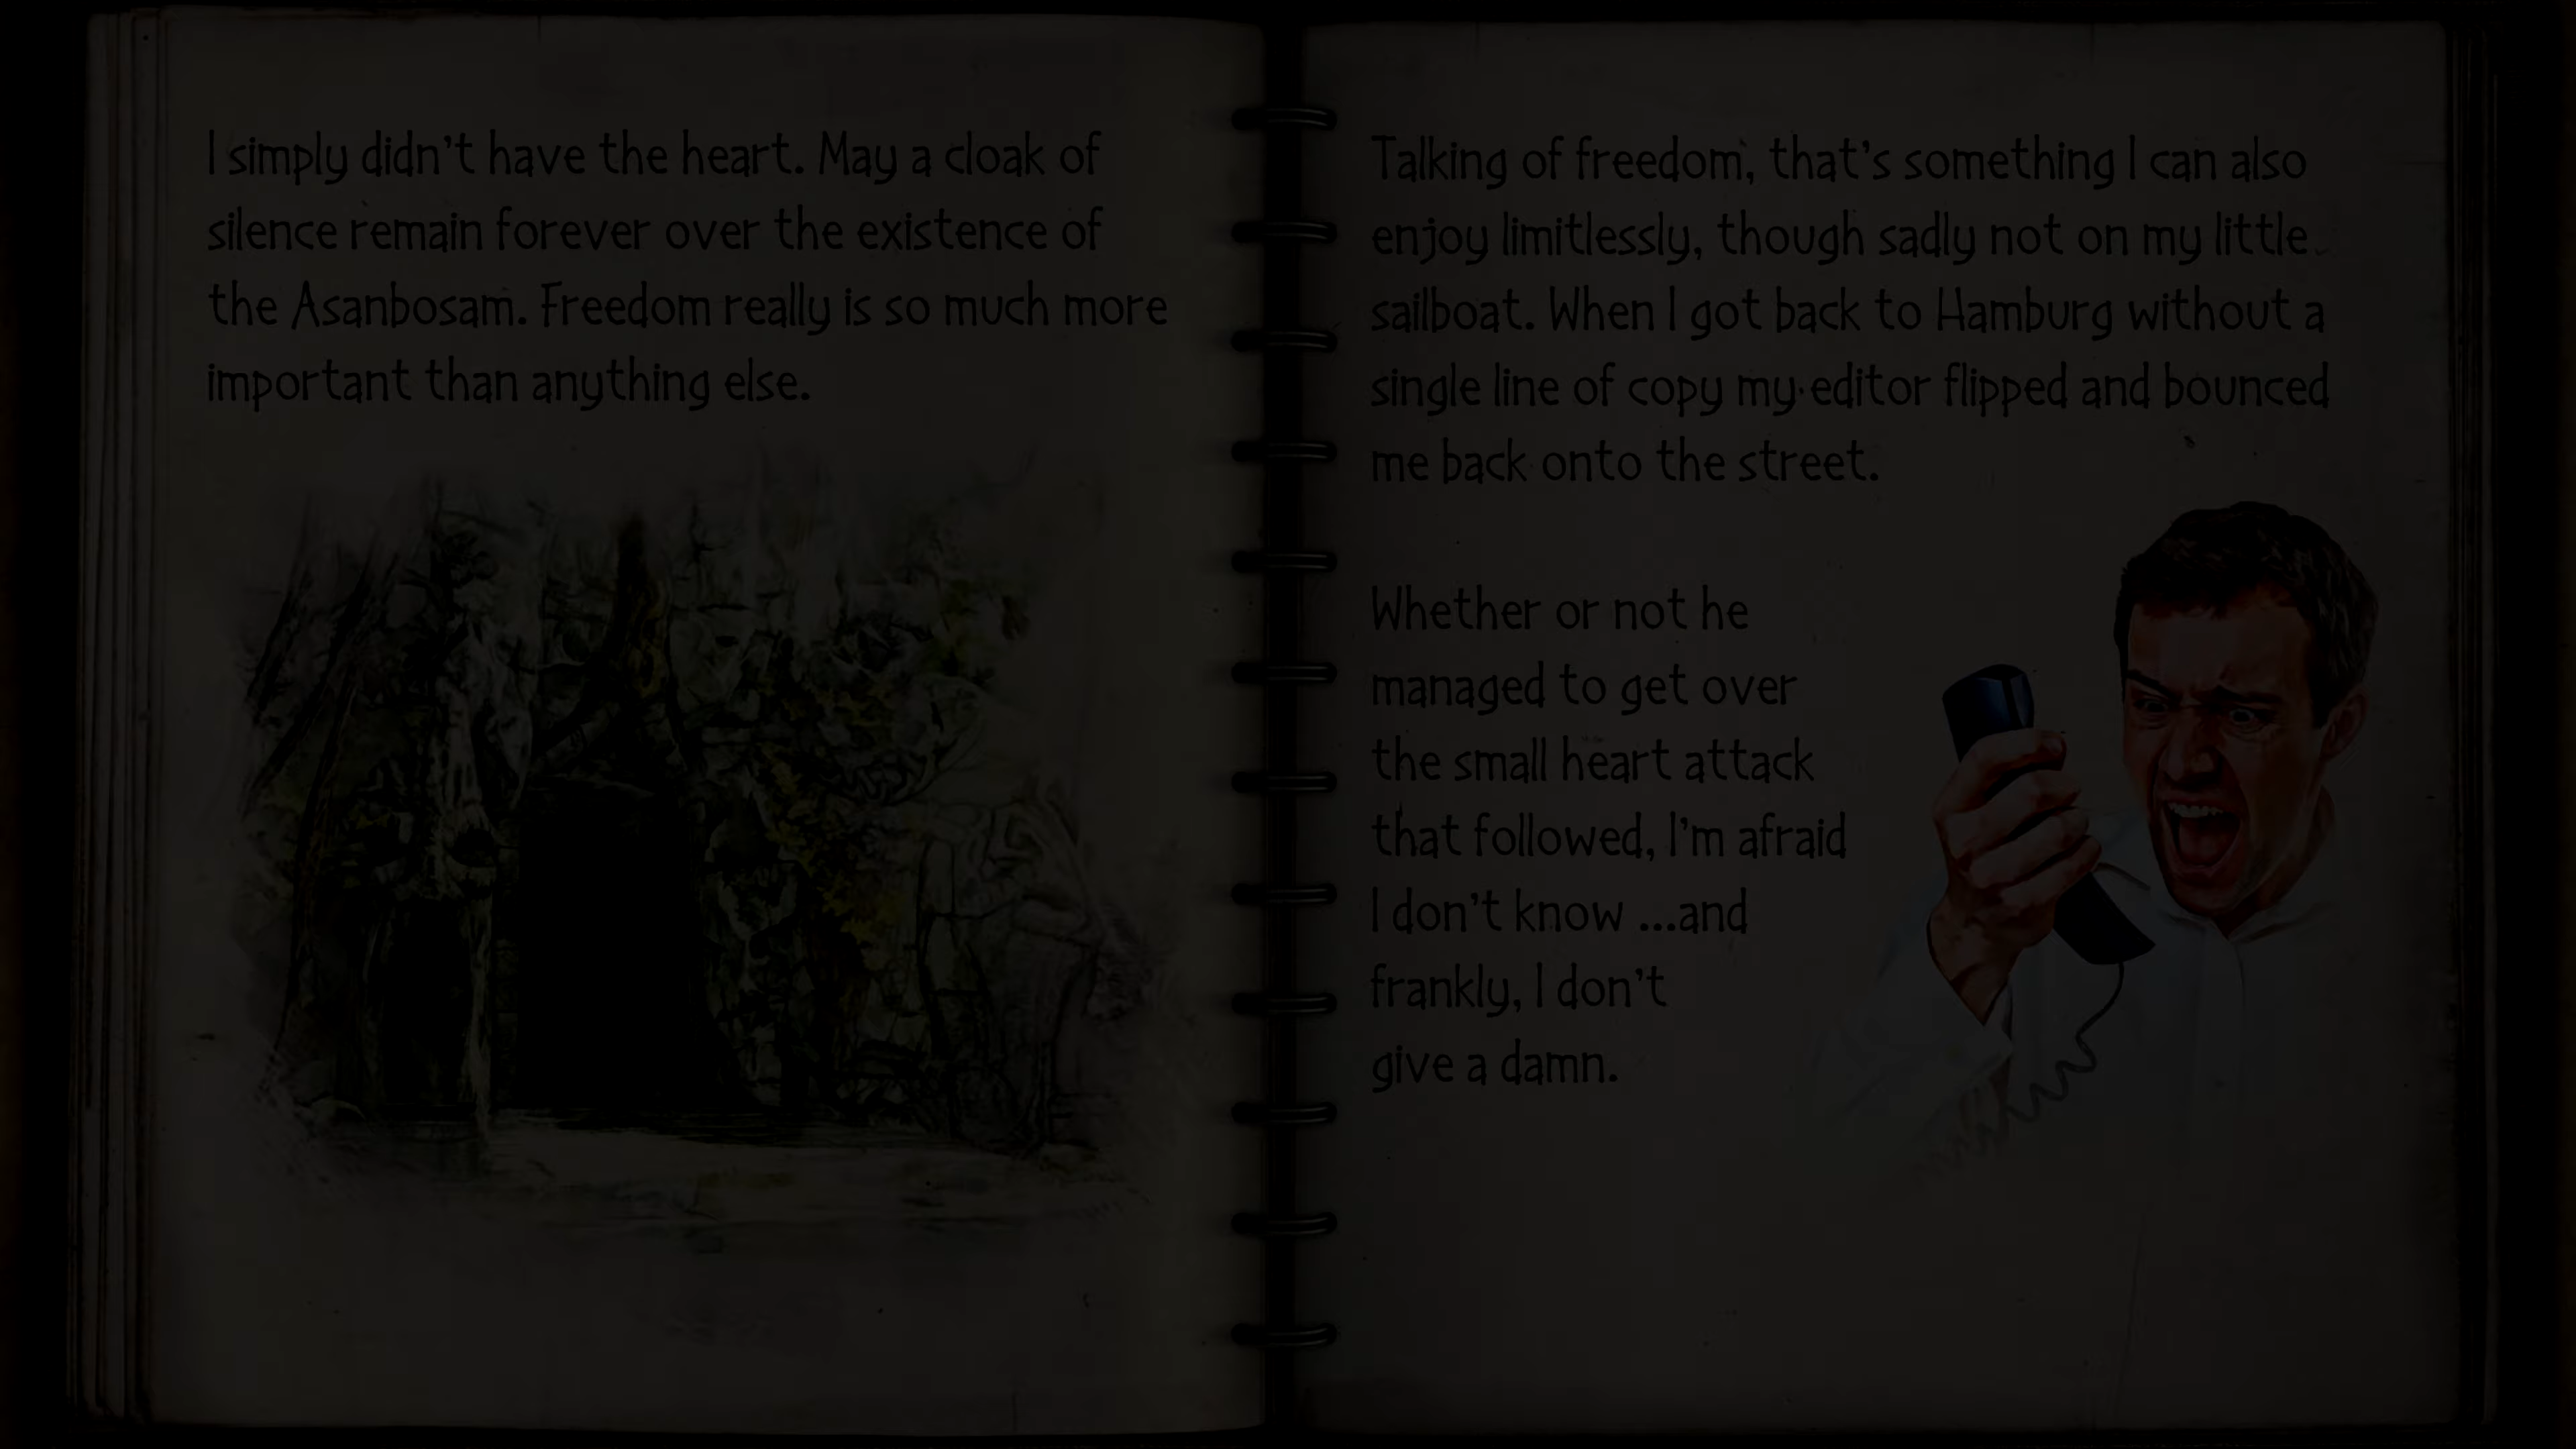 I simply didn't have the heart. May a cloak of
silence remain forever over the existence of
the Asanbosam. Freedom really is so much more
important than anything else.
Talking of freedom, that's something I can also
enjoy limitlessly, though sadly not on my little
sailboat. When I got back to Hamburg without a
single line of copy my editor flipped and bounced
me back onto the street.
Whether or not he
managed to get over
the small heart attack
that followed, I'm afraid
I don't know ...and
frankly, I don't
give a damn.